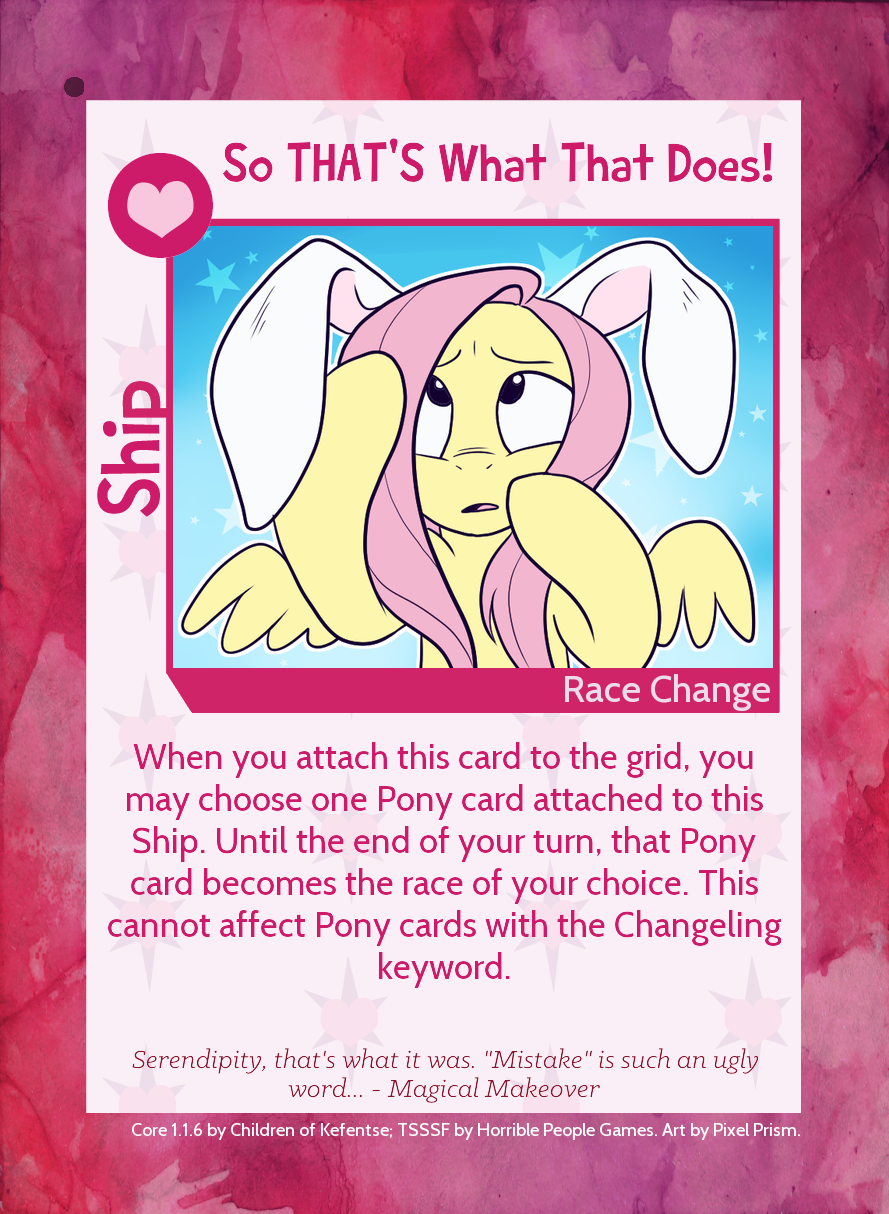 So THAT'S What That Does!
Ship
Race Change
When you attach this card to the grid, you
may choose one Pony card attached to this
Ship. Until the end of your turn, that Pony
card becomes the race of your choice. This
cannot affect Pony cards with the Changeling
keyword.
Serendipity, that's what it was. "Mistake" is such an ugly
word... - Magical Makeover
Core 1.1.6 by Children of Kefentse; TSSSF by Horrible People Games. Art by Pixel Prism.